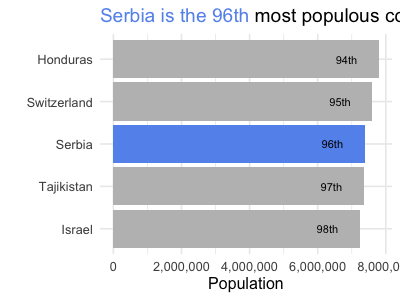 Serbia is the 96th most populous co
Honduras 94th
Switzerland 95th
Serbia 96th
Tajikistan 97th
Israel 98th
0 2,000,000 4,000,000 6,000,000 8,000,0
Population